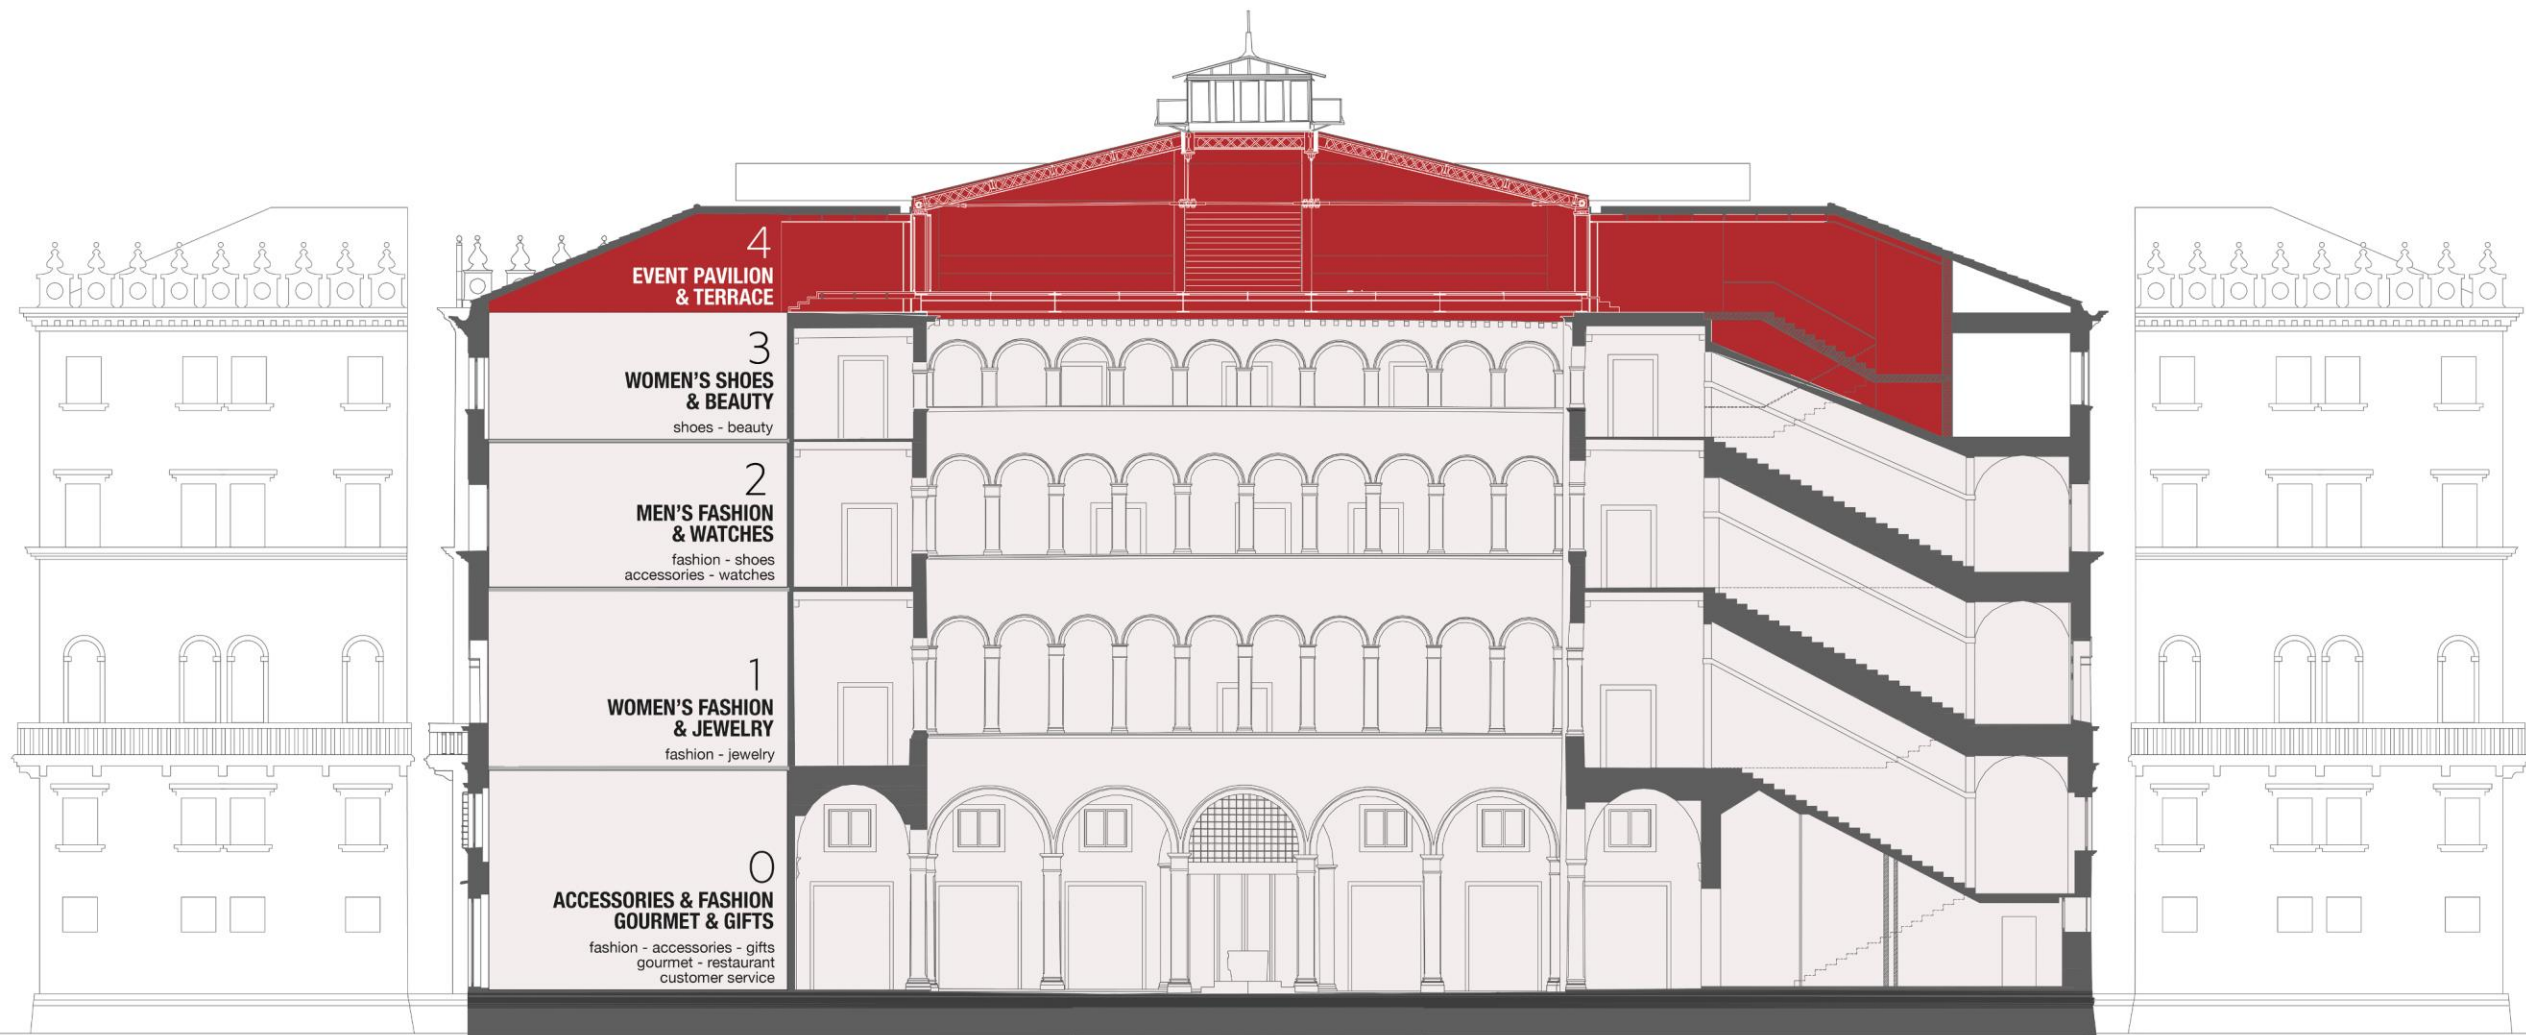 4
EVENT PAVILION
& TERRACE
3
WOMEN'S SHOES
& BEAUTY
shoes - beauty
2
MEN'S FASHION
& WATCHES
fashion - shoes
accessories - watches
1
WOMEN'S FASHION
& JEWELRY
fashion - jewelry
0
ACCESSORIES & FASHION
GOURMET & GIFTS
fashion - accessories - gifts
gourmet - restaurant
customer service